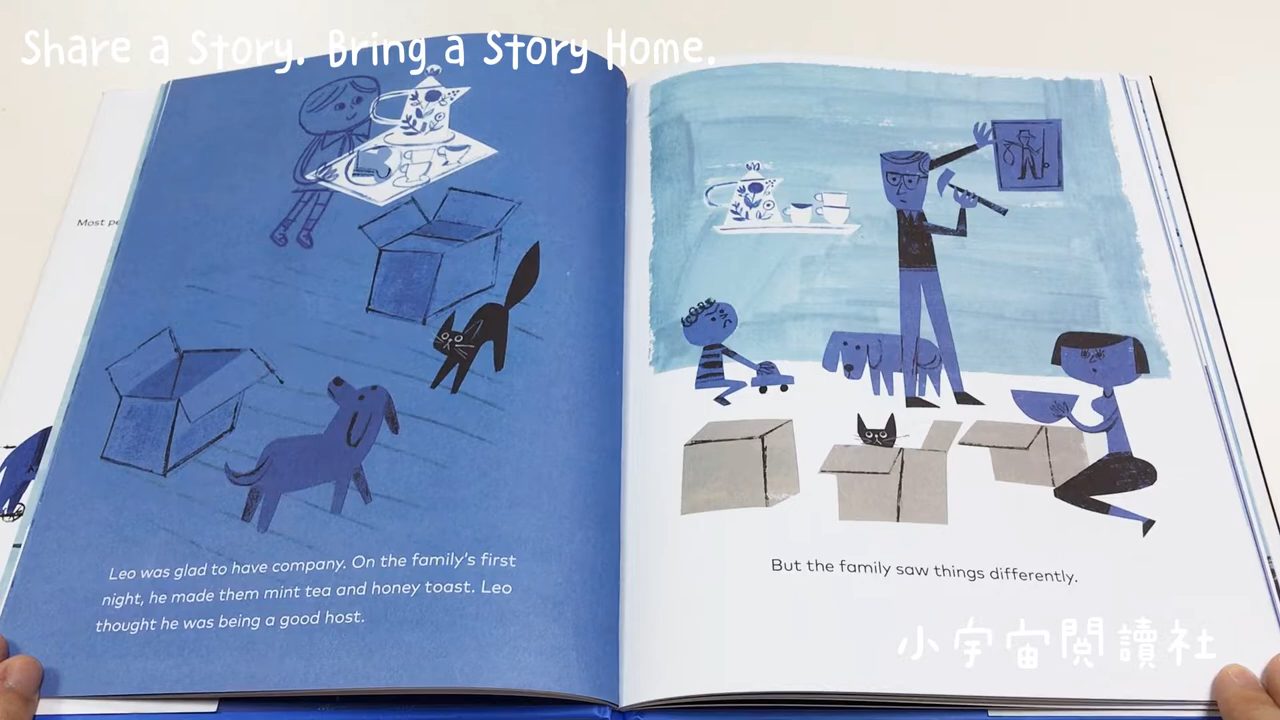 Share a Story. Bring a Story Home.
Most pe
Leo was glad to have company. On the family's first
night, he made them mint tea and honey toast. Leo
thought he was being a good host.
But the family saw things differently.
小宇宙閱讀社